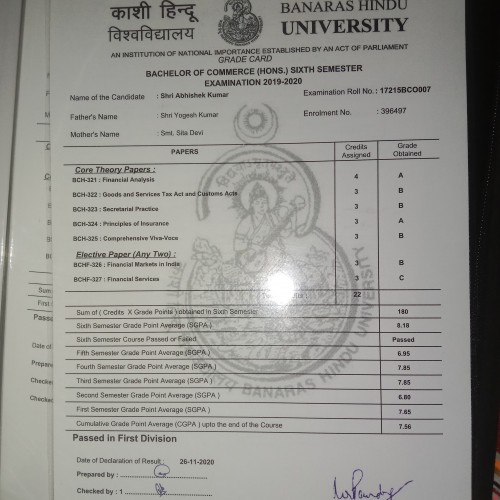 काशी हिन्दू
विश्वविद्यालय
BANARAS HINDU
UNIVERSITY
AN INSTITUTION OF NATIONAL IMPORTANCE ESTABLISHED BY AN ACT OF PARLIAMENT
GRADE CARD
BACHELOR OF COMMERCE (HONS.) SIXTH SEMESTER
EXAMINATION 2019-2020
Name of the Candidate : Shri Abhishek Kumar Examination Roll No. : 17215BCO007
Father's Name : Shri Yogesh Kumar Enrolment No. : 396497
Mother's Name : Smt. Sita Devi
PAPERS Credits Assigned Grade Obtained
Core Theory Papers :
BCH-321 : Financial Analysis 4 A
BCH-322 : Goods and Services Tax Act and Customs Acts 3 B
BCH-323 : Secretarial Practice 3 B
BCH-324 : Principles of Insurance 3 A
BCH-325 : Comprehensive Viva-Voce 3 B
Elective Paper (Any Two) :
BCHF-326 : Financial Markets in India 3 B
BCHF-327 : Financial Services 3 C
22
Sum of ( Credits X Grade Points ) obtained in Sixth Semester 180
Sixth Semester Grade Point Average (SGPA ) 8.18
Sixth Semester Course Passed or Failed Passed
Fifth Semester Grade Point Average (SGPA ) 6.95
Fourth Semester Grade Point Average (SGPA ) 7.85
Third Semester Grade Point Average (SGPA ) 7.85
Second Semester Grade Point Average (SGPA ) 6.80
First Semester Grade Point Average (SGPA ) 7.65
Cumulative Grade Point Average (CGPA ) upto the end of the Course 7.56
Passed in First Division
Date of Declaration of Result : 26-11-2020
Prepared by :
Checked by : 1
BANARAS HINDU UNIVERSITY